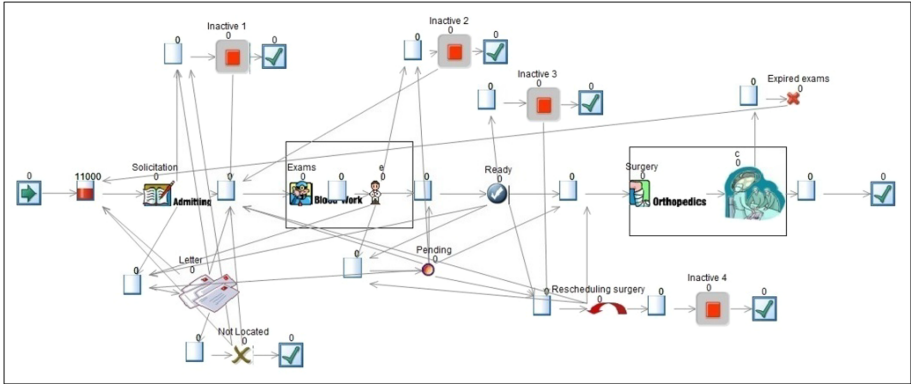 Inactive 1
0
0
0
Inactive 2
0
0
0
Inactive 3
0
0
0
Expired exams
0
0
0
11000
Solicitation
0
Admitting
0
Exams
0
Blood Work
0
e
0
0
Ready
0
0
Surgery
0
Orthopedics
c
0
0
0
Letter
0
0
Pending
0
0
Rescheduling surgery
0
0
0
Inactive 4
0
0
Not Located
0
0
0